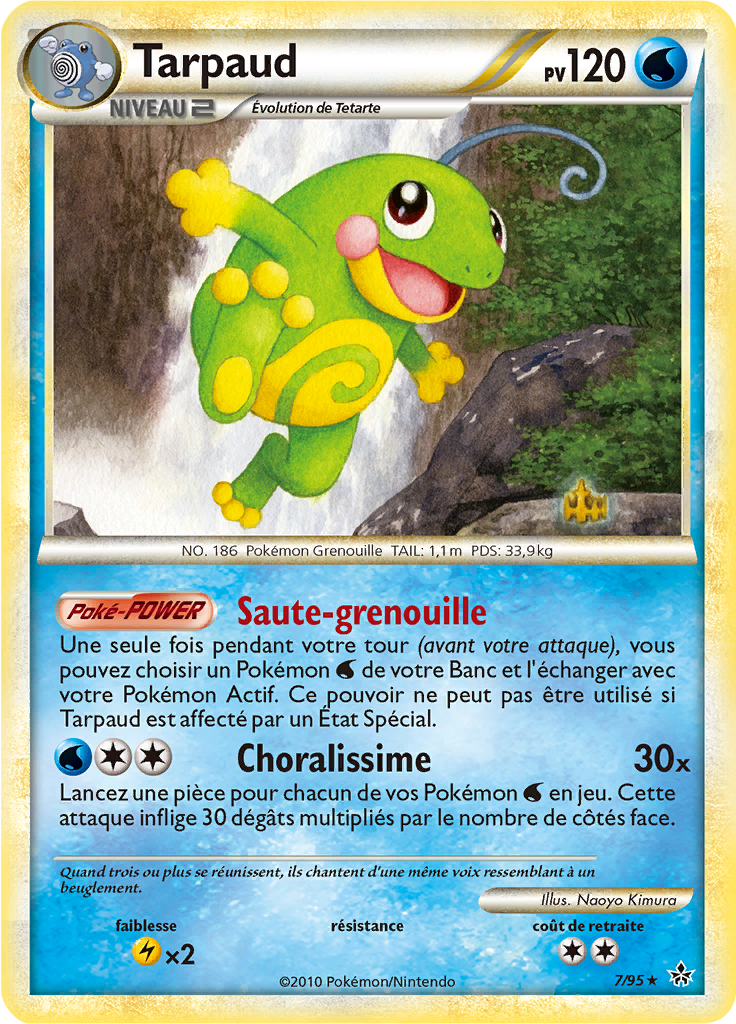 Tarpaud
PV120
NIVEAU 2
Évolution de Tetarte
NO. 186 Pokémon Grenouille TAIL: 1,1 m PDS: 33,9 kg
Poké-POWER Saute-grenouille
Une seule fois pendant votre tour (avant votre attaque), vous
pouvez choisir un Pokémon de votre Banc et l'échanger avec
votre Pokémon Actif. Ce pouvoir ne peut pas être utilisé si
Tarpaud est affecté par un État Spécial.
Choralissime 30x
Lancez une pièce pour chacun de vos Pokémon en jeu. Cette
attaque inflige 30 dégâts multipliés par le nombre de côtés face.
Quand trois ou plus se réunissent, ils chantent d'une même voix ressemblant à un
beuglement.
Illus. Naoyo Kimura
faiblesse résistance coût de retraite
x2
©2010 Pokémon/Nintendo
7/95 ★